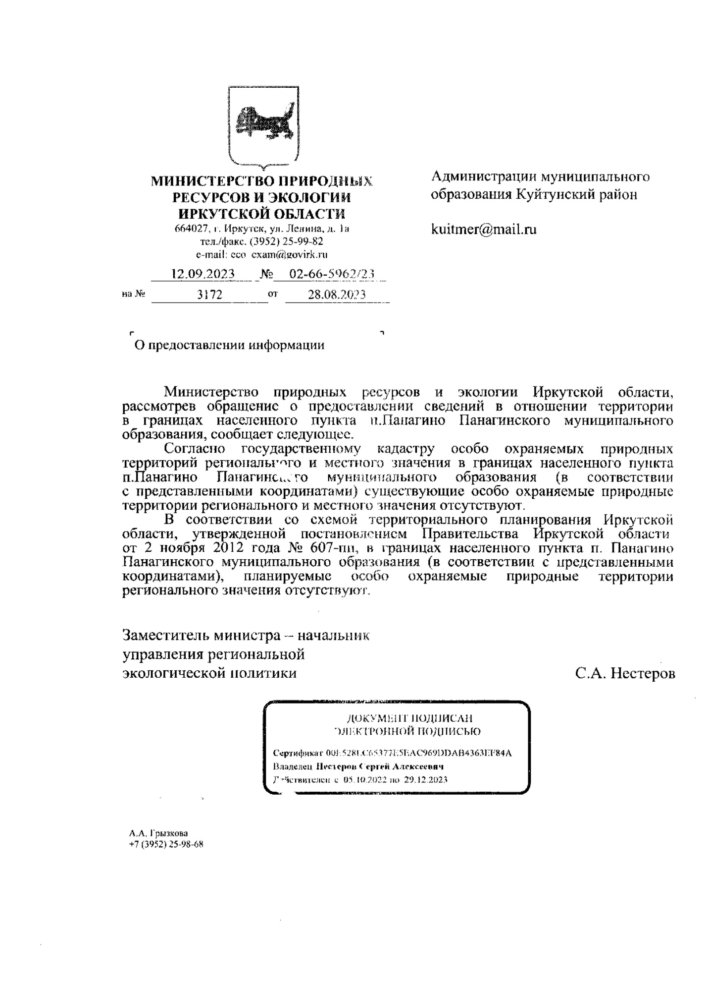 МИНИСТЕРСТВО ПРИРОДНЫХ
РЕСУРСОВ И ЭКОЛОГИИ
ИРКУТСКОЙ ОБЛАСТИ
664027, г. Иркутск, ул. Ленина, д. 1а
тел./факс. (3952) 25-99-82
e-mail: eco exam@govirk.ru
12.09.2023 № 02-66-5962/23
на № 3172 от 28.08.2023
Администрации муниципального
образования Куйтунский район
kuitmer@mail.ru
О предоставлении информации
Министерство природных ресурсов и экологии Иркутской области,
рассмотрев обращение о предоставлении сведений в отношении территории
в границах населенного пункта п.Панагино Панагинского муниципального
образования, сообщает следующее.
Согласно государственному кадастру особо охраняемых природных
территорий регионального и местного значения в границах населенного пункта
п.Панагино Панагинского муниципального образования (в соответствии
с представленными координатами) существующие особо охраняемые природные
территории регионального и местного значения отсутствуют.
В соответствии со схемой территориального планирования Иркутской
области, утвержденной постановлением Правительства Иркутской области
от 2 ноября 2012 года № 607-пп, в границах населенного пункта п. Панагино
Панагинского муниципального образования (в соответствии с представленными
координатами), планируемые особо охраняемые природные территории
регионального значения отсутствуют.
Заместитель министра – начальник
управления региональной
экологической политики С.А. Нестеров
ДОКУМЕНТ ПОДПИСАН
ЭЛЕКТРОННОЙ ПОДПИСЬЮ
Сертификат
Владелец Нестеров Сергей Алексеевич
Действителен с 05.10.2022 по 29.12.2023
А.А. Грызкова
+7 (3952) 25-98-68